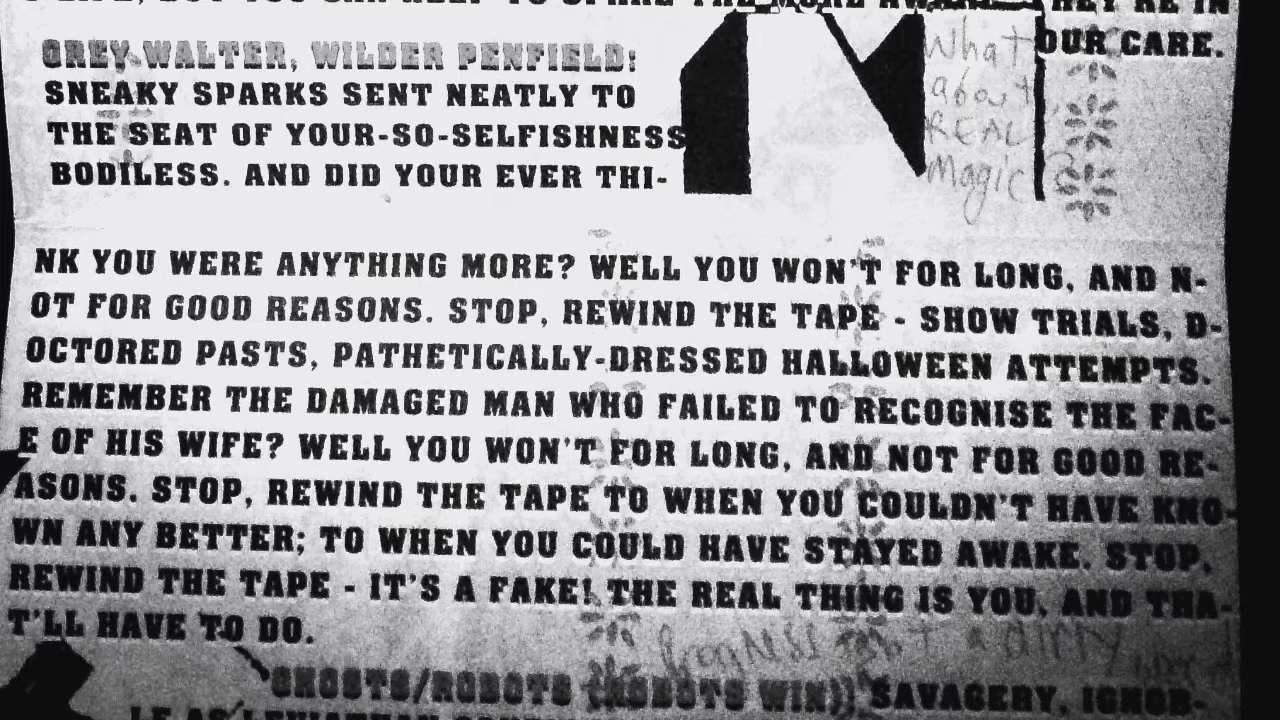 THEY'RE IN
OUR CARE.
GREY WALTER, WILDER PENFIELD:
SNEAKY SPARKS SENT NEATLY TO
THE SEAT OF YOUR-SO-SELFISHNESS
BODILESS. AND DID YOUR EVER THI-
What
about
REAL
Magic
NK YOU WERE ANYTHING MORE? WELL YOU WON'T FOR LONG, AND N-
OT FOR GOOD REASONS. STOP, REWIND THE TAPE - SHOW TRIALS, D-
OCTORED PASTS, PATHETICALLY-DRESSED HALLOWEEN ATTEMPTS.
REMEMBER THE DAMAGED MAN WHO FAILED TO RECOGNISE THE FAC-
E OF HIS WIFE? WELL YOU WON'T FOR LONG, AND NOT FOR GOOD RE-
ASONS. STOP, REWIND THE TAPE TO WHEN YOU COULDN'T HAVE KNO-
WN ANY BETTER; TO WHEN YOU COULD HAVE STAYED AWAKE. STOP,
REWIND THE TAPE - IT'S A FAKE! THE REAL THING IS YOU, AND THA-
T'LL HAVE TO DO.
a dirty
GHOSTS/ROBOTS (ROBOTS WIN)) SAVAGERY, IGNOR-